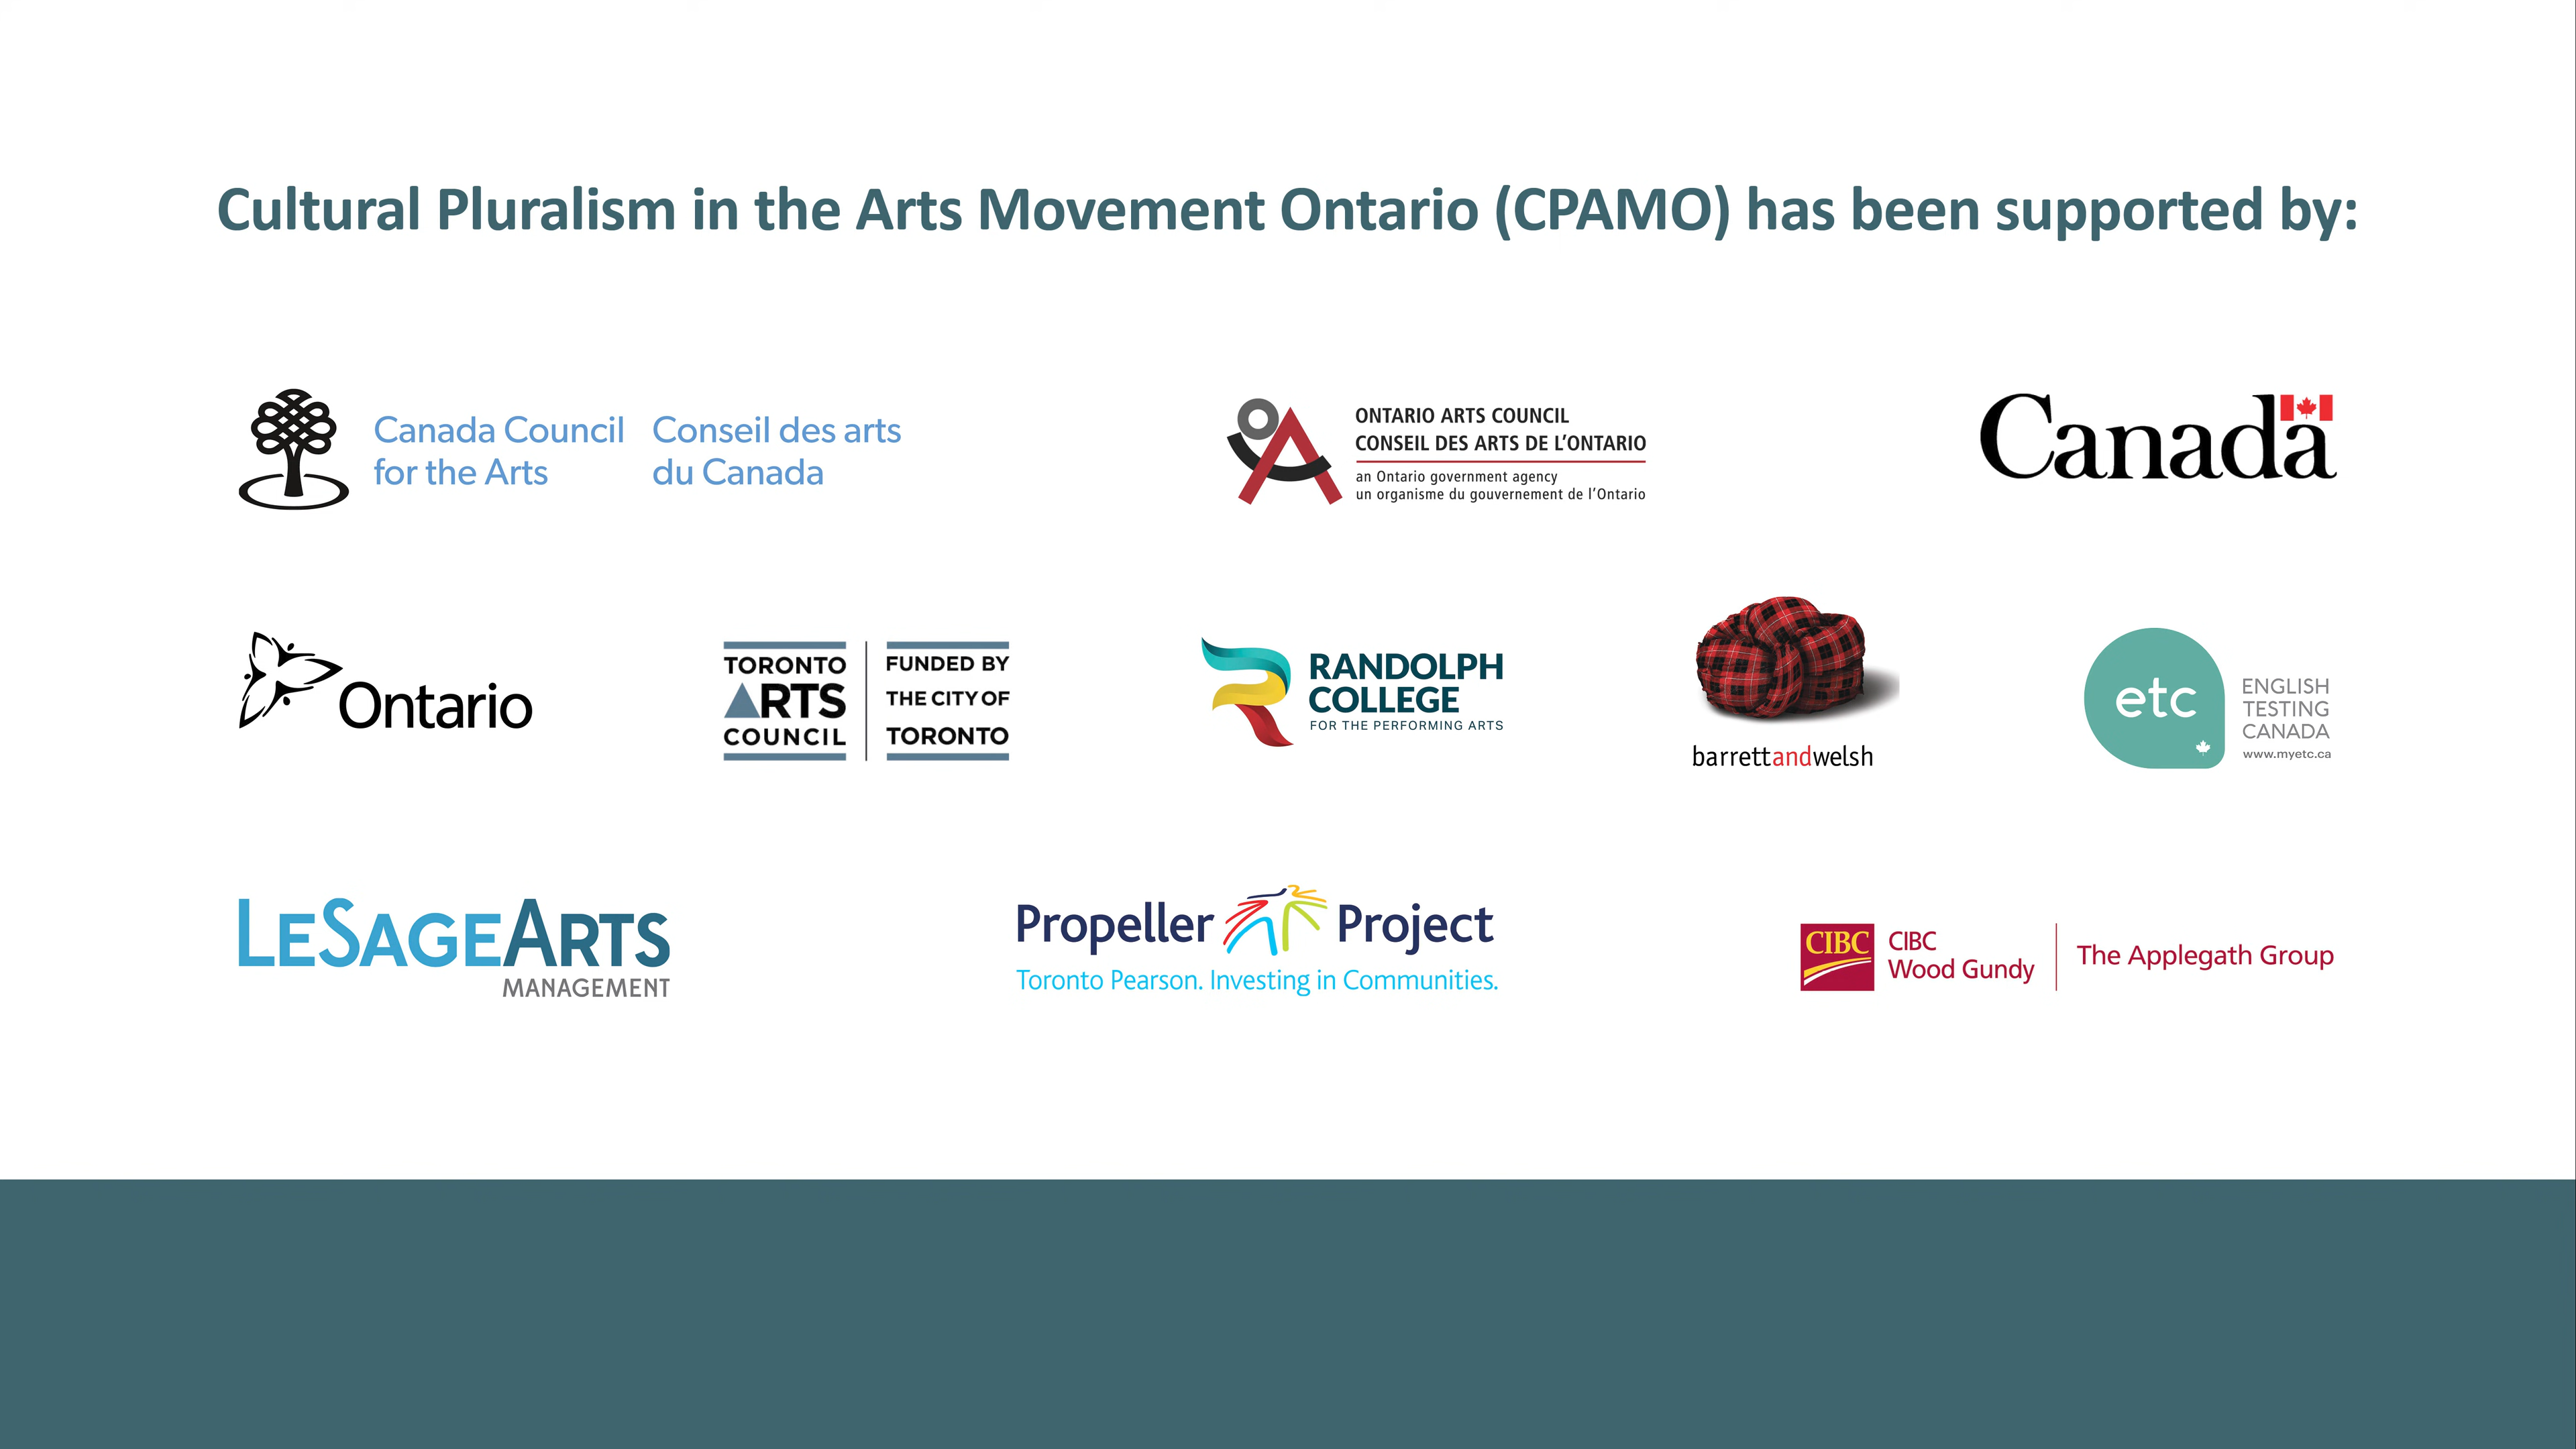 Cultural Pluralism in the Arts Movement Ontario (CPAMO) has been supported by:
Canada Council
for the Arts
Conseil des arts
du Canada
ONTARIO ARTS COUNCIL
CONSEIL DES ARTS DE L'ONTARIO
an Ontario government agency
un organisme du gouvernement de l'Ontario
Canada
Ontario
TORONTO
ARTS
COUNCIL
FUNDED BY
THE CITY OF
TORONTO
RANDOLPH
COLLEGE
FOR THE PERFORMING ARTS
barrettandwelsh
etc
ENGLISH
TESTING
CANADA
www.myetc.ca
LESAGEARTS
MANAGEMENT
Propeller Project
Toronto Pearson. Investing in Communities.
CIBC
CIBC
Wood Gundy
The Applegath Group